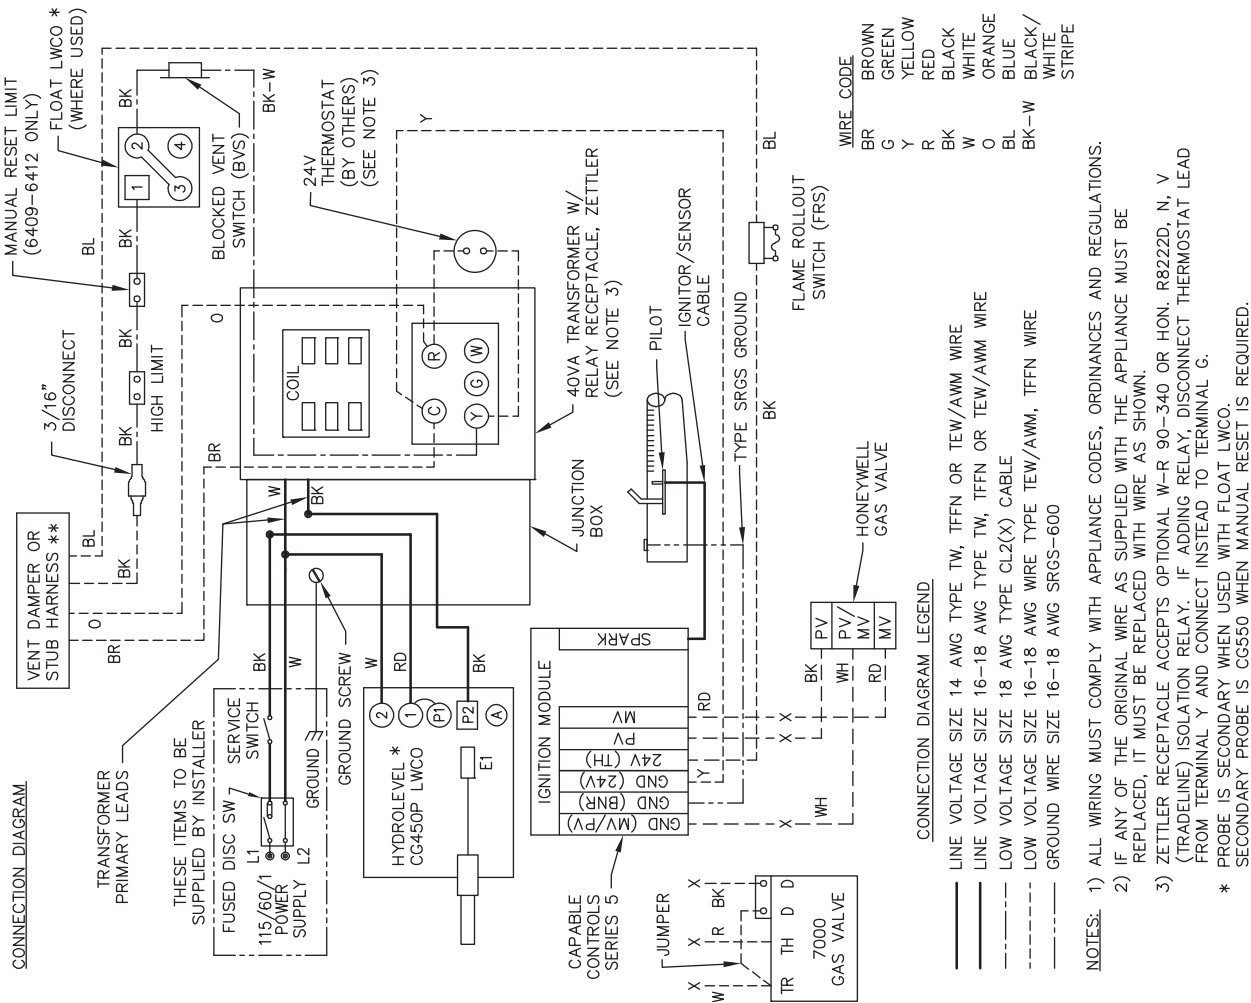 CONNECTION DIAGRAM
TRANSFORMER
PRIMARY LEADS
THESE ITEMS TO BE
SUPPLIED BY INSTALLER
FUSED DISC SW
SERVICE
SWITCH
L1
L2
115/60/1
POWER
SUPPLY
GROUND
GROUND SCREW
BK
W
VENT DAMPER OR
STUB HARNESS **
BR
O
BK
BL
3/16"
DISCONNECT
BK
HIGH LIMIT
BK
MANUAL RESET LIMIT
(6409-6412 ONLY)
BK
BL
FLOAT LWCO *
(WHERE USED)
1
2
3
4
BK
BLOCKED VENT
SWITCH (BVS)
BK-W
BR
O
W
BK
COIL
C
R
Y
G
W
24V
THERMOSTAT
(BY OTHERS)
(SEE NOTE 3)
Y
40VA TRANSFORMER W/
RELAY RECEPTACLE, ZETTLER
(SEE NOTE 3)
JUNCTION
BOX
HYDROLEVEL *
CG450P LWCO
W
RD
BK
2
1
P1
P2
A
E1
IGNITION MODULE
SPARK
MV
PV
24V (TH)
GND (24V)
GND (BNR)
GND (MV/PV)
CAPABLE
CONTROLS
SERIES 5
PILOT
IGNITOR/SENSOR
CABLE
TYPE SRGS GROUND
BK
BL
FLAME ROLLOUT
SWITCH (FRS)
RD
Y
X
X
X
WH
BK
WH
RD
PV
PV/
MV
MV
HONEYWELL
GAS VALVE
JUMPER
X
X
X
W
R
BK
TR
TH
D
D
7000
GAS VALVE
WIRE CODE
BR BROWN
G GREEN
Y YELLOW
R RED
BK BLACK
W WHITE
O ORANGE
BL BLUE
BK-W BLACK/
WHITE
STRIPE
CONNECTION DIAGRAM LEGEND
LINE VOLTAGE SIZE 14 AWG TYPE TW, TFFN OR TEW/AWM WIRE
LINE VOLTAGE SIZE 16-18 AWG TYPE TW, TFFN OR TEW/AWM WIRE
LOW VOLTAGE SIZE 18 AWG TYPE CL2(X) CABLE
LOW VOLTAGE SIZE 16-18 AWG WIRE TYPE TEW/AWM, TFFN WIRE
GROUND WIRE SIZE 16-18 AWG SRGS-600
NOTES: 1) ALL WIRING MUST COMPLY WITH APPLIANCE CODES, ORDINANCES AND REGULATIONS.
2) IF ANY OF THE ORIGINAL WIRE AS SUPPLIED WITH THE APPLIANCE MUST BE
REPLACED, IT MUST BE REPLACED WITH WIRE AS SHOWN.
3) ZETTLER RECEPTACLE ACCEPTS OPTIONAL W-R 90-340 OR HON. R8222D, N, V
(TRADELINE) ISOLATION RELAY. IF ADDING RELAY, DISCONNECT THERMOSTAT LEAD
FROM TERMINAL Y AND CONNECT INSTEAD TO TERMINAL G.
* PROBE IS SECONDARY WHEN USED WITH FLOAT LWCO.
SECONDARY PROBE IS CG550 WHEN MANUAL RESET IS REQUIRED.